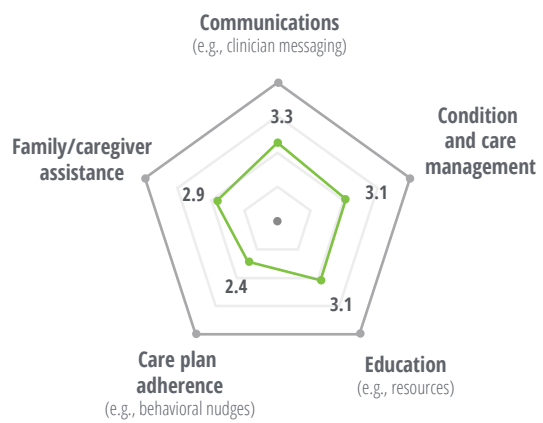 Communications
(e.g., clinician messaging)
3.3
Condition
and care
management
3.1
Family/caregiver
assistance
2.9
2.4
3.1
Care plan
adherence
(e.g., behavioral nudges)
Education
(e.g., resources)